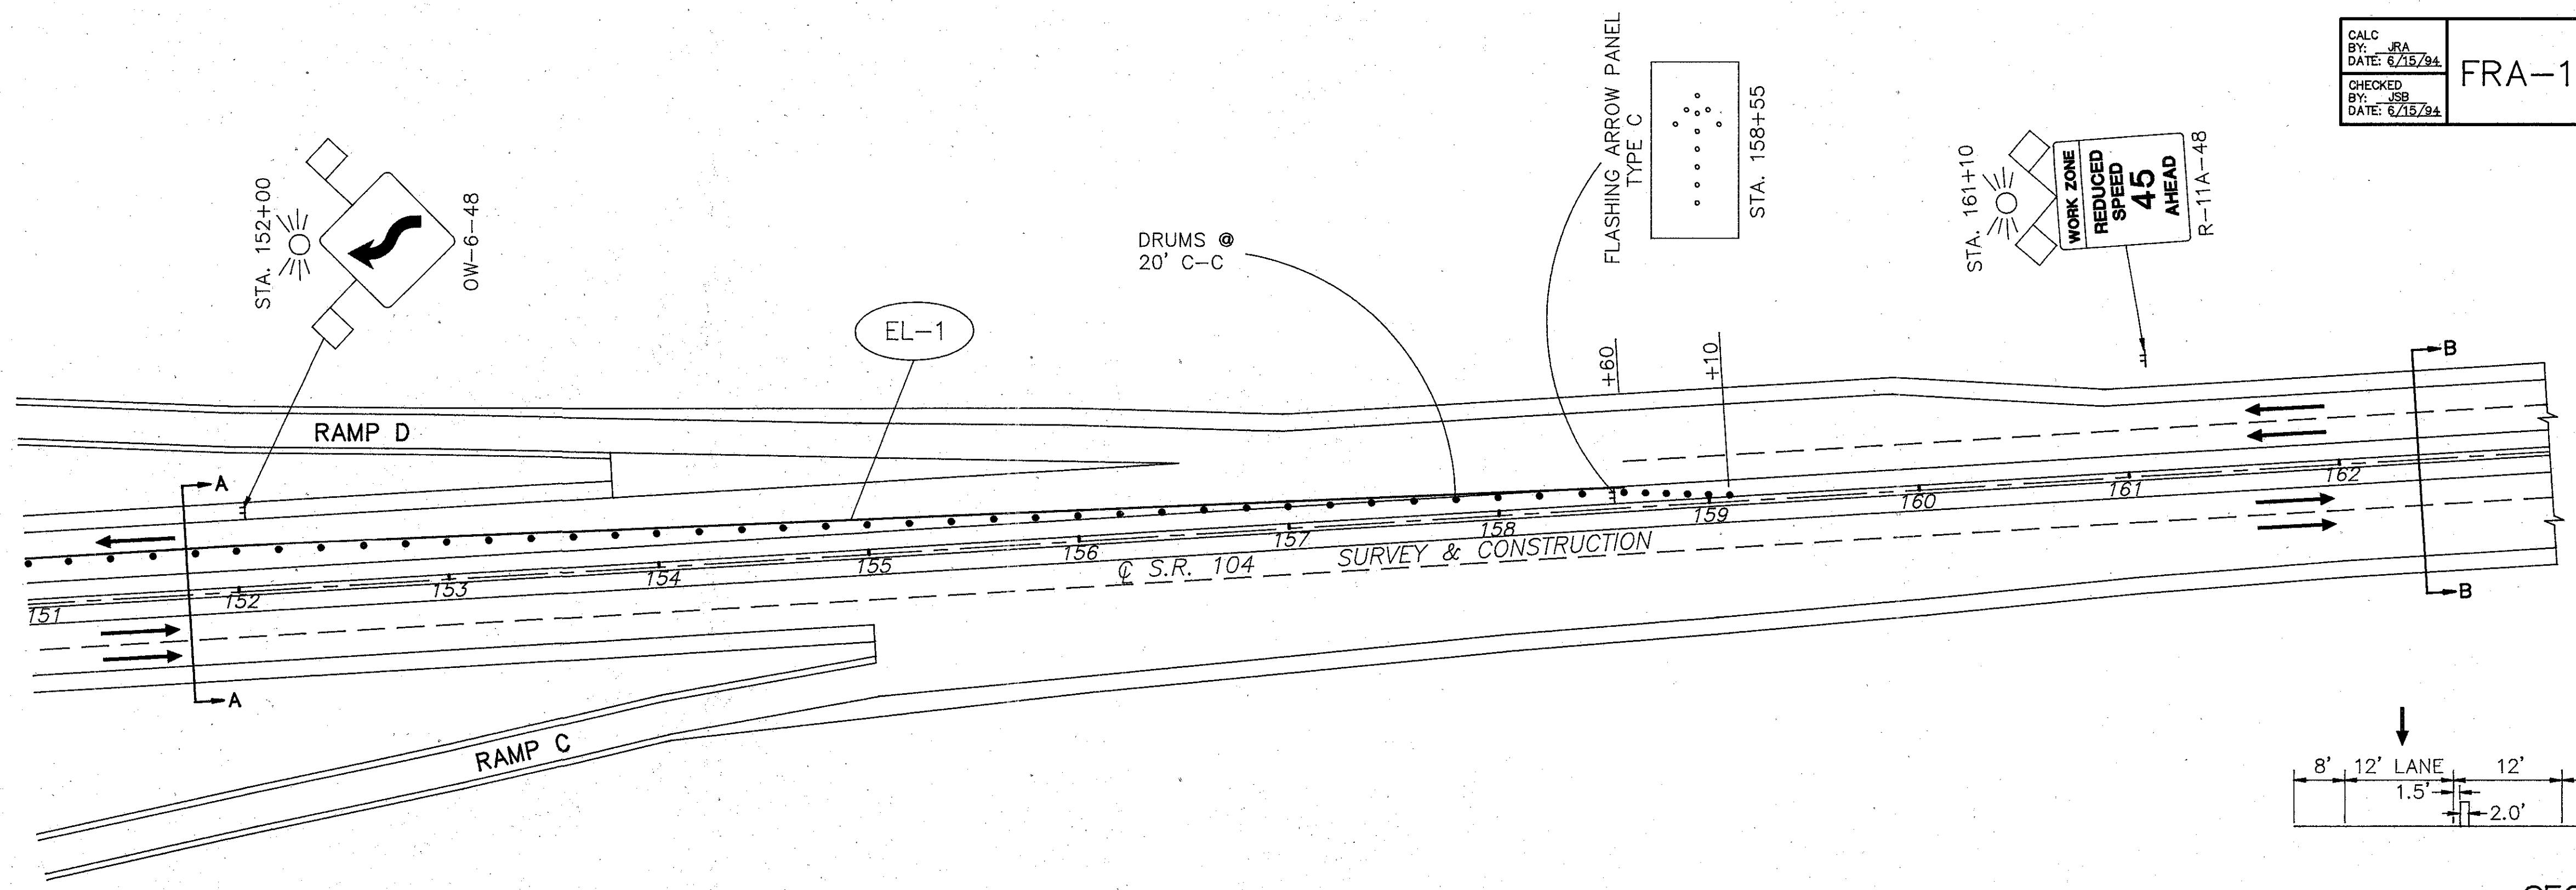 CALC
BY: JRA
DATE: 6/15/94
CHECKED
BY: JSB
DATE: 6/15/94
FRA-1
STA. 152+00
OW-6-48
DRUMS @
20' C-C
EL-1
FLASHING ARROW PANEL
TYPE C
STA. 158+55
STA. 161+10
WORK ZONE
REDUCED
SPEED
45
AHEAD
R-11A-48
+60
+10
B
RAMP D
A
151
152
153
154
155
156
157
158
159
160
161
162
℄ S.R. 104 SURVEY & CONSTRUCTION
A
B
RAMP C
8' 12' LANE 12'
1.5'
2.0'